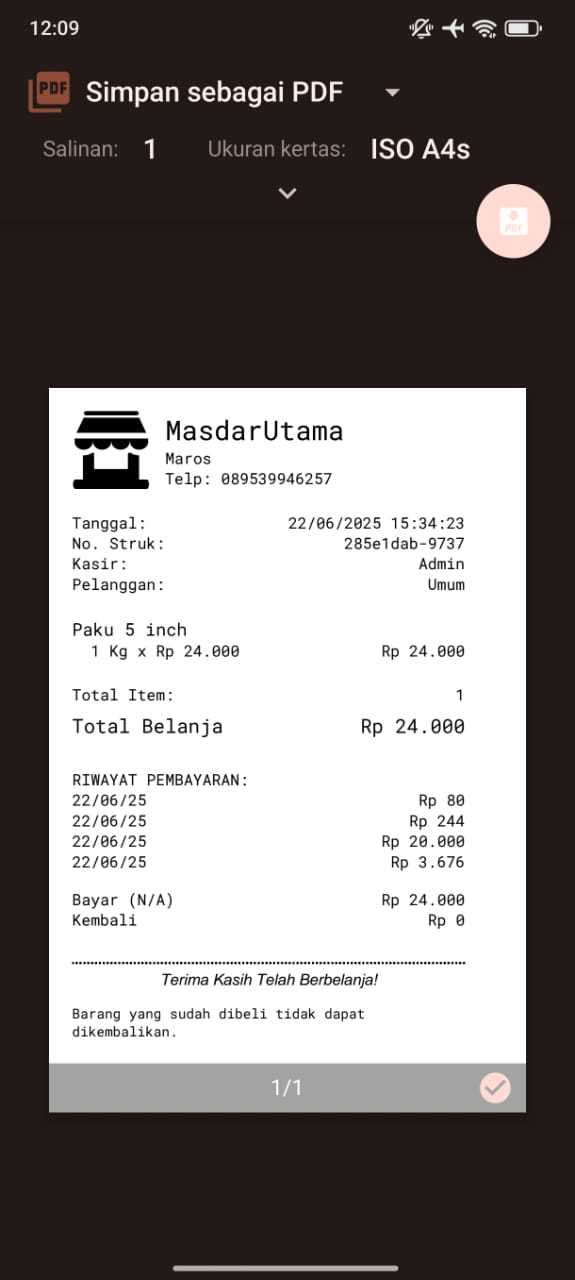 12:09
PDF
Simpan sebagai PDF
Salinan: 1 Ukuran kertas: ISO A4s
PDF
MasdarUtama
Maros
Telp: 089539946257
Tanggal: 22/06/2025 15:34:23
No. Struk: 285e1dab-9737
Kasir: Admin
Pelanggan: Umum
Paku 5 inch
1 Kg x Rp 24.000 Rp 24.000
Total Item: 1
Total Belanja Rp 24.000
RIWAYAT PEMBAYARAN:
22/06/25 Rp 80
22/06/25 Rp 244
22/06/25 Rp 20.000
22/06/25 Rp 3.676
Bayar (N/A) Rp 24.000
Kembali Rp 0
Terima Kasih Telah Berbelanja!
Barang yang sudah dibeli tidak dapat
dikembalikan.
1/1